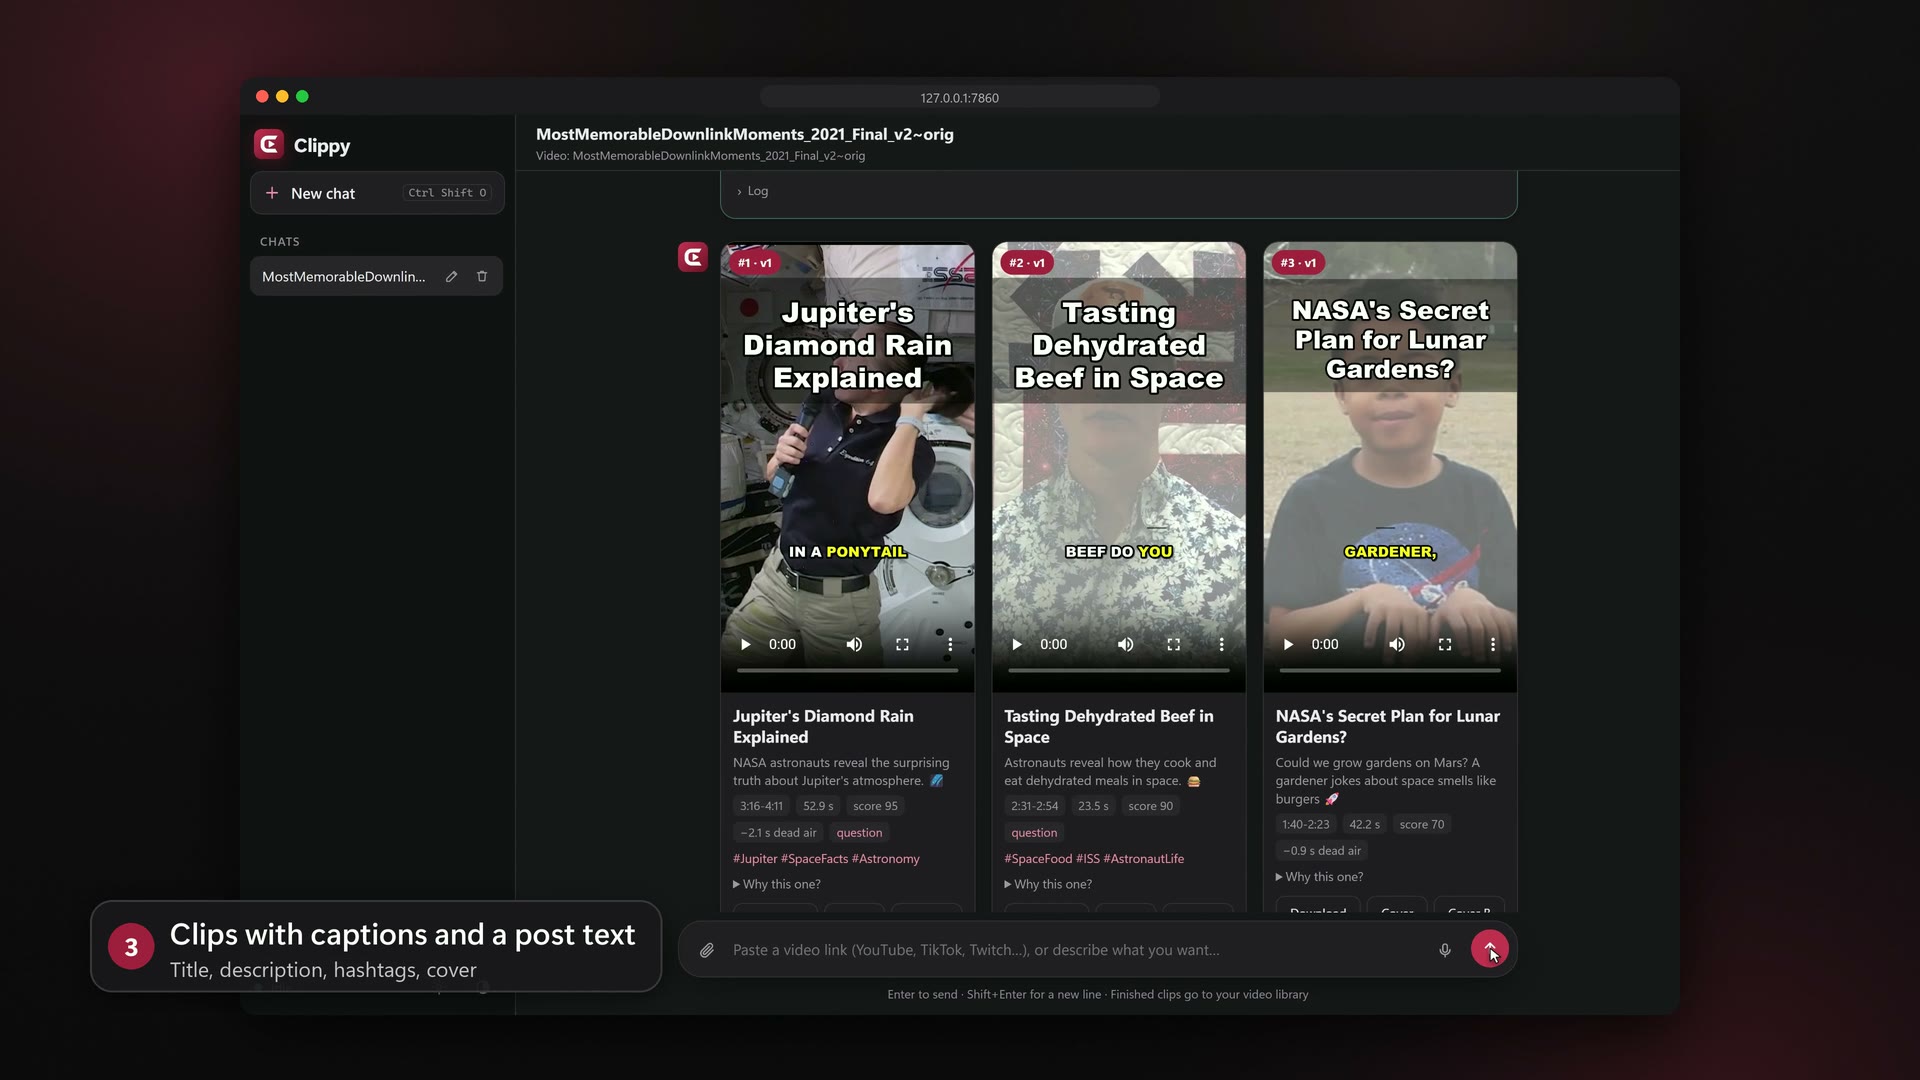 127.0.0.1:7860
Clippy
New chat
Ctrl Shift O
CHATS
MostMemorableDownlin...
MostMemorableDownlinkMoments_2021_Final_v2~orig
Video: MostMemorableDownlinkMoments_2021_Final_v2~orig
› Log
#1 · v1
Jupiter's
Diamond Rain
Explained
IN A PONYTAIL
0:00
Jupiter's Diamond Rain
Explained
NASA astronauts reveal the surprising
truth about Jupiter's atmosphere. 🌌
3:16-4:11 52.9 s score 95
−2.1 s dead air question
#Jupiter #SpaceFacts #Astronomy
Why this one?
#2 · v1
Tasting
Dehydrated
Beef in Space
BEEF DO YOU
0:00
Tasting Dehydrated Beef in
Space
Astronauts reveal how they cook and
eat dehydrated meals in space. 🍔
2:31-2:54 23.5 s score 90
question
#SpaceFood #ISS #AstronautLife
Why this one?
#3 · v1
NASA's Secret
Plan for Lunar
Gardens?
GARDENER,
0:00
NASA's Secret Plan for Lunar
Gardens?
Could we grow gardens on Mars? A
gardener jokes about space smells like
burgers 🚀
1:40-2:23 42.2 s score 70
−0.9 s dead air
Why this one?
Download Cover Cover B
3
Clips with captions and a post text
Title, description, hashtags, cover
Paste a video link (YouTube, TikTok, Twitch...), or describe what you want...
Enter to send · Shift+Enter for a new line · Finished clips go to your video library